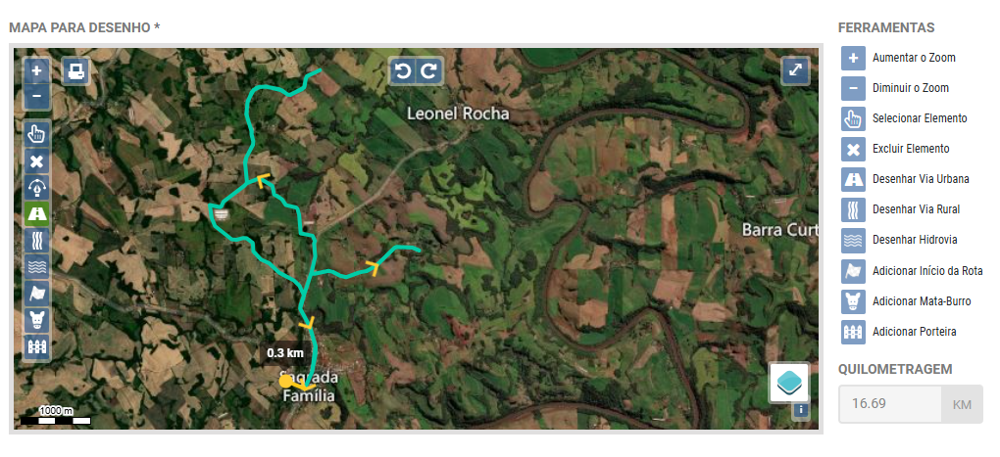 MAPA PARA DESENHO *
Leonel Rocha
Barra Curt
0.3 km
Sagrada
Família
1000 m
i
FERRAMENTAS
Aumentar o Zoom
Diminuir o Zoom
Selecionar Elemento
Excluir Elemento
Desenhar Via Urbana
Desenhar Via Rural
Desenhar Hidrovia
Adicionar Início da Rota
Adicionar Mata-Burro
Adicionar Porteira
QUILOMETRAGEM
16.69 KM